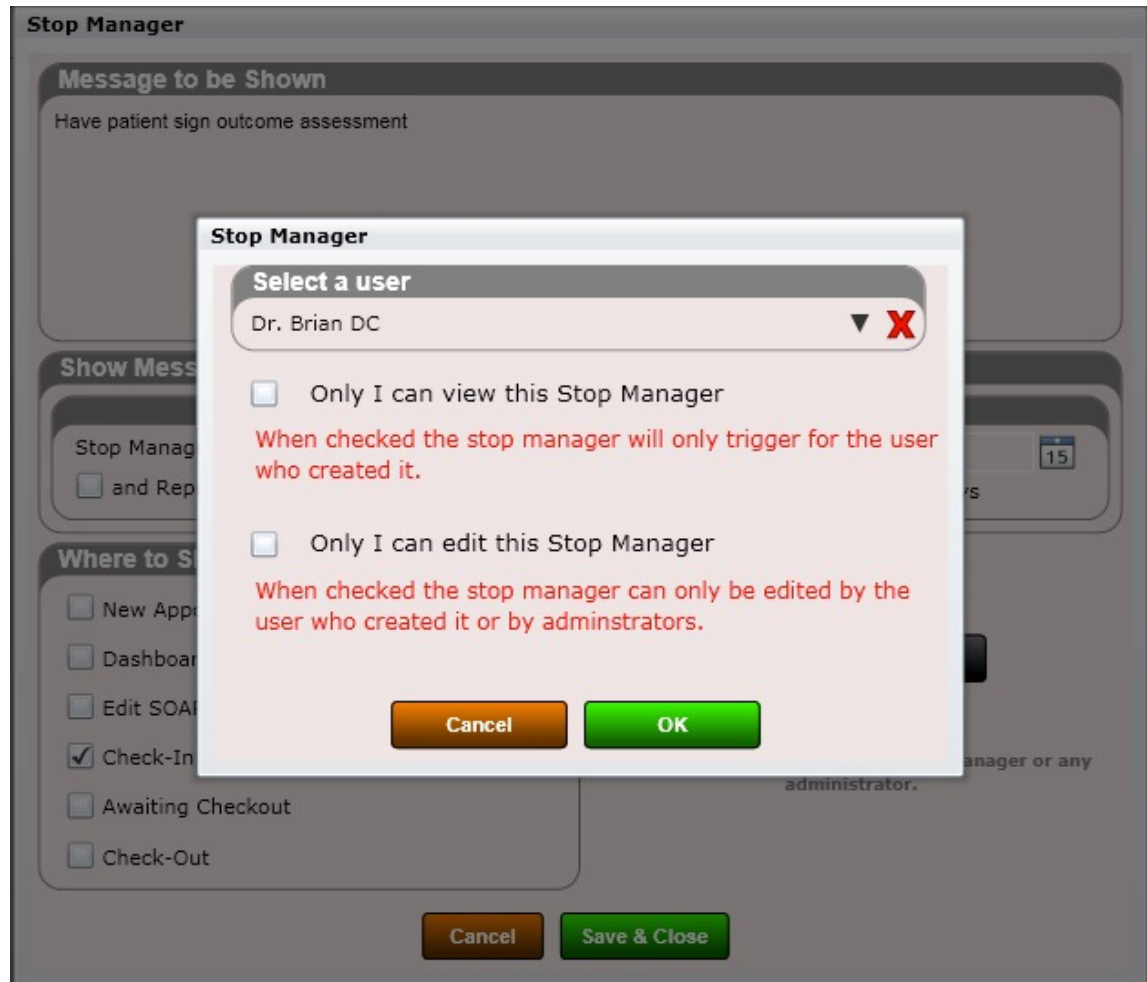 Stop Manager
Message to be Shown
Have patient sign outcome assessment
Stop Manager
Select a user
Dr. Brian DC
Only I can view this Stop Manager
When checked the stop manager will only trigger for the user
who created it.
Only I can edit this Stop Manager
When checked the stop manager can only be edited by the
user who created it or by adminstrators.
Cancel
OK
Show Mess
Stop Manag
15
and Rep
Where to S
New Appo
Dashboar
Edit SOA
Check-In
Awaiting Checkout
Check-Out
anager or any
administrator.
Cancel
Save & Close